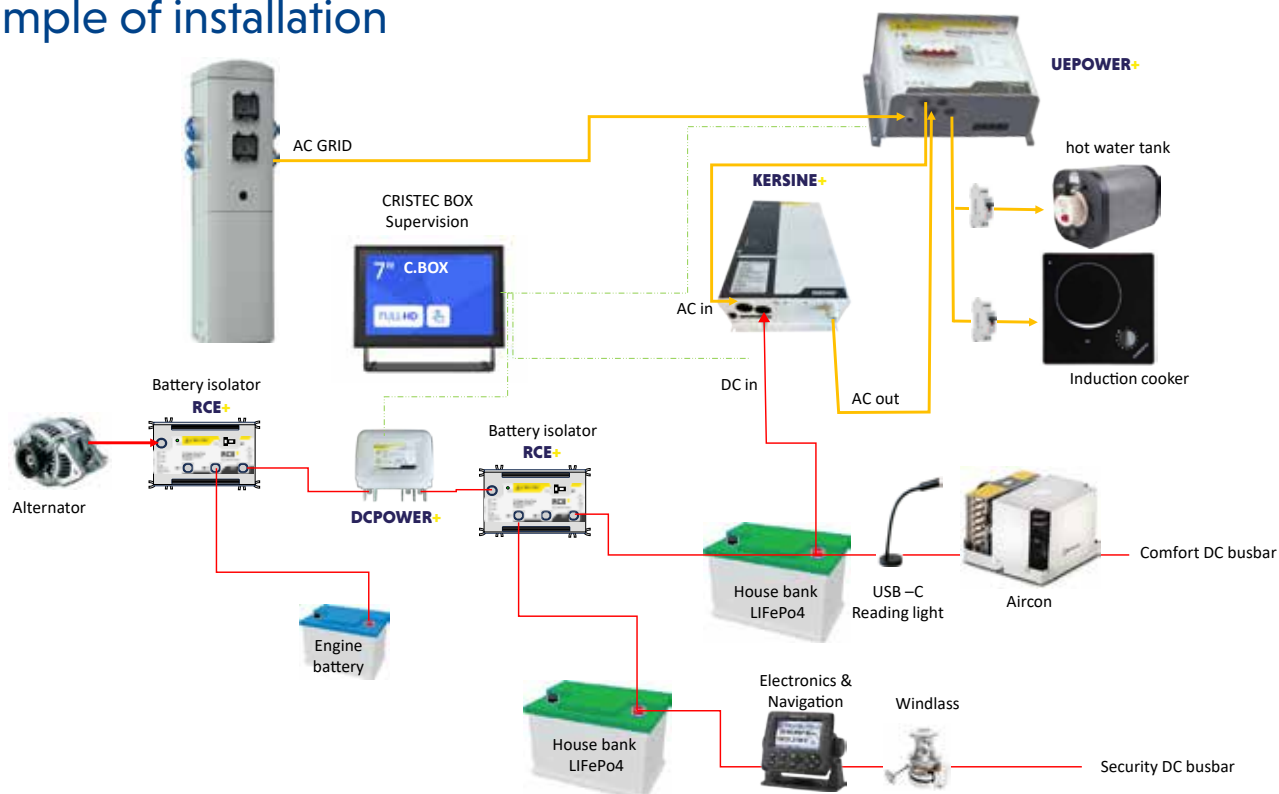 mple of installation
UEPOWER+
AC GRID
hot water tank
KERSINE+
CRISTEC BOX
Supervision
7" C.BOX
FULL HD
AC in
Induction cooker
DC in
AC out
Battery isolator
RCE+
Battery isolator
RCE+
RCE+
RCE+
Alternator
DCPOWER+
Comfort DC busbar
House bank
LIFePo4
USB –C
Reading light
Aircon
Engine
battery
Electronics &
Navigation
Windlass
House bank
LIFePo4
Security DC busbar